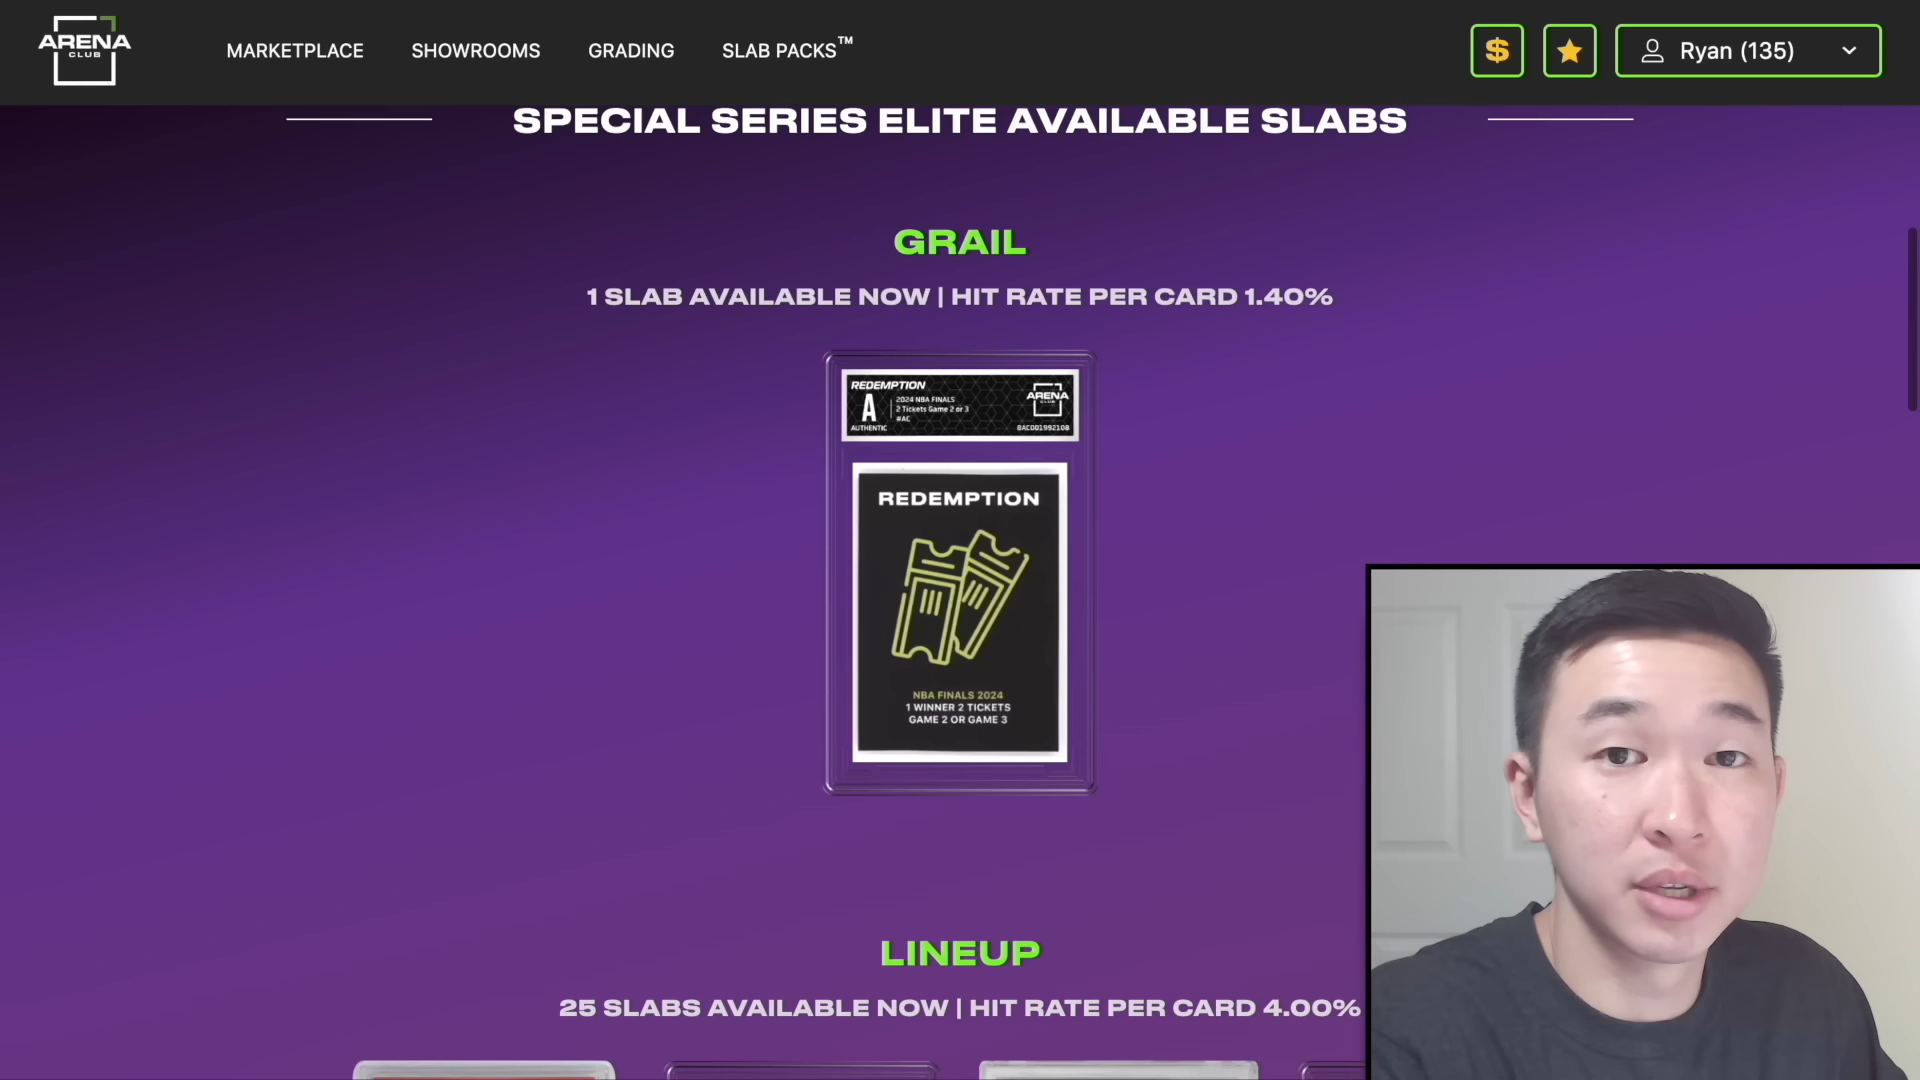 ARENA
CLUB
MARKETPLACE
SHOWROOMS
GRADING
SLAB PACKS™
$
Ryan (135)
SPECIAL SERIES ELITE AVAILABLE SLABS
GRAIL
1 SLAB AVAILABLE NOW | HIT RATE PER CARD 1.40%
REDEMPTION
A
AUTHENTIC
2024 NBA FINALS
2 Tickets Game 2 or 3
#AC
ARENA
CLUB
8AC001992108
REDEMPTION
NBA FINALS 2024
1 WINNER 2 TICKETS
GAME 2 OR GAME 3
LINEUP
25 SLABS AVAILABLE NOW | HIT RATE PER CARD 4.00%